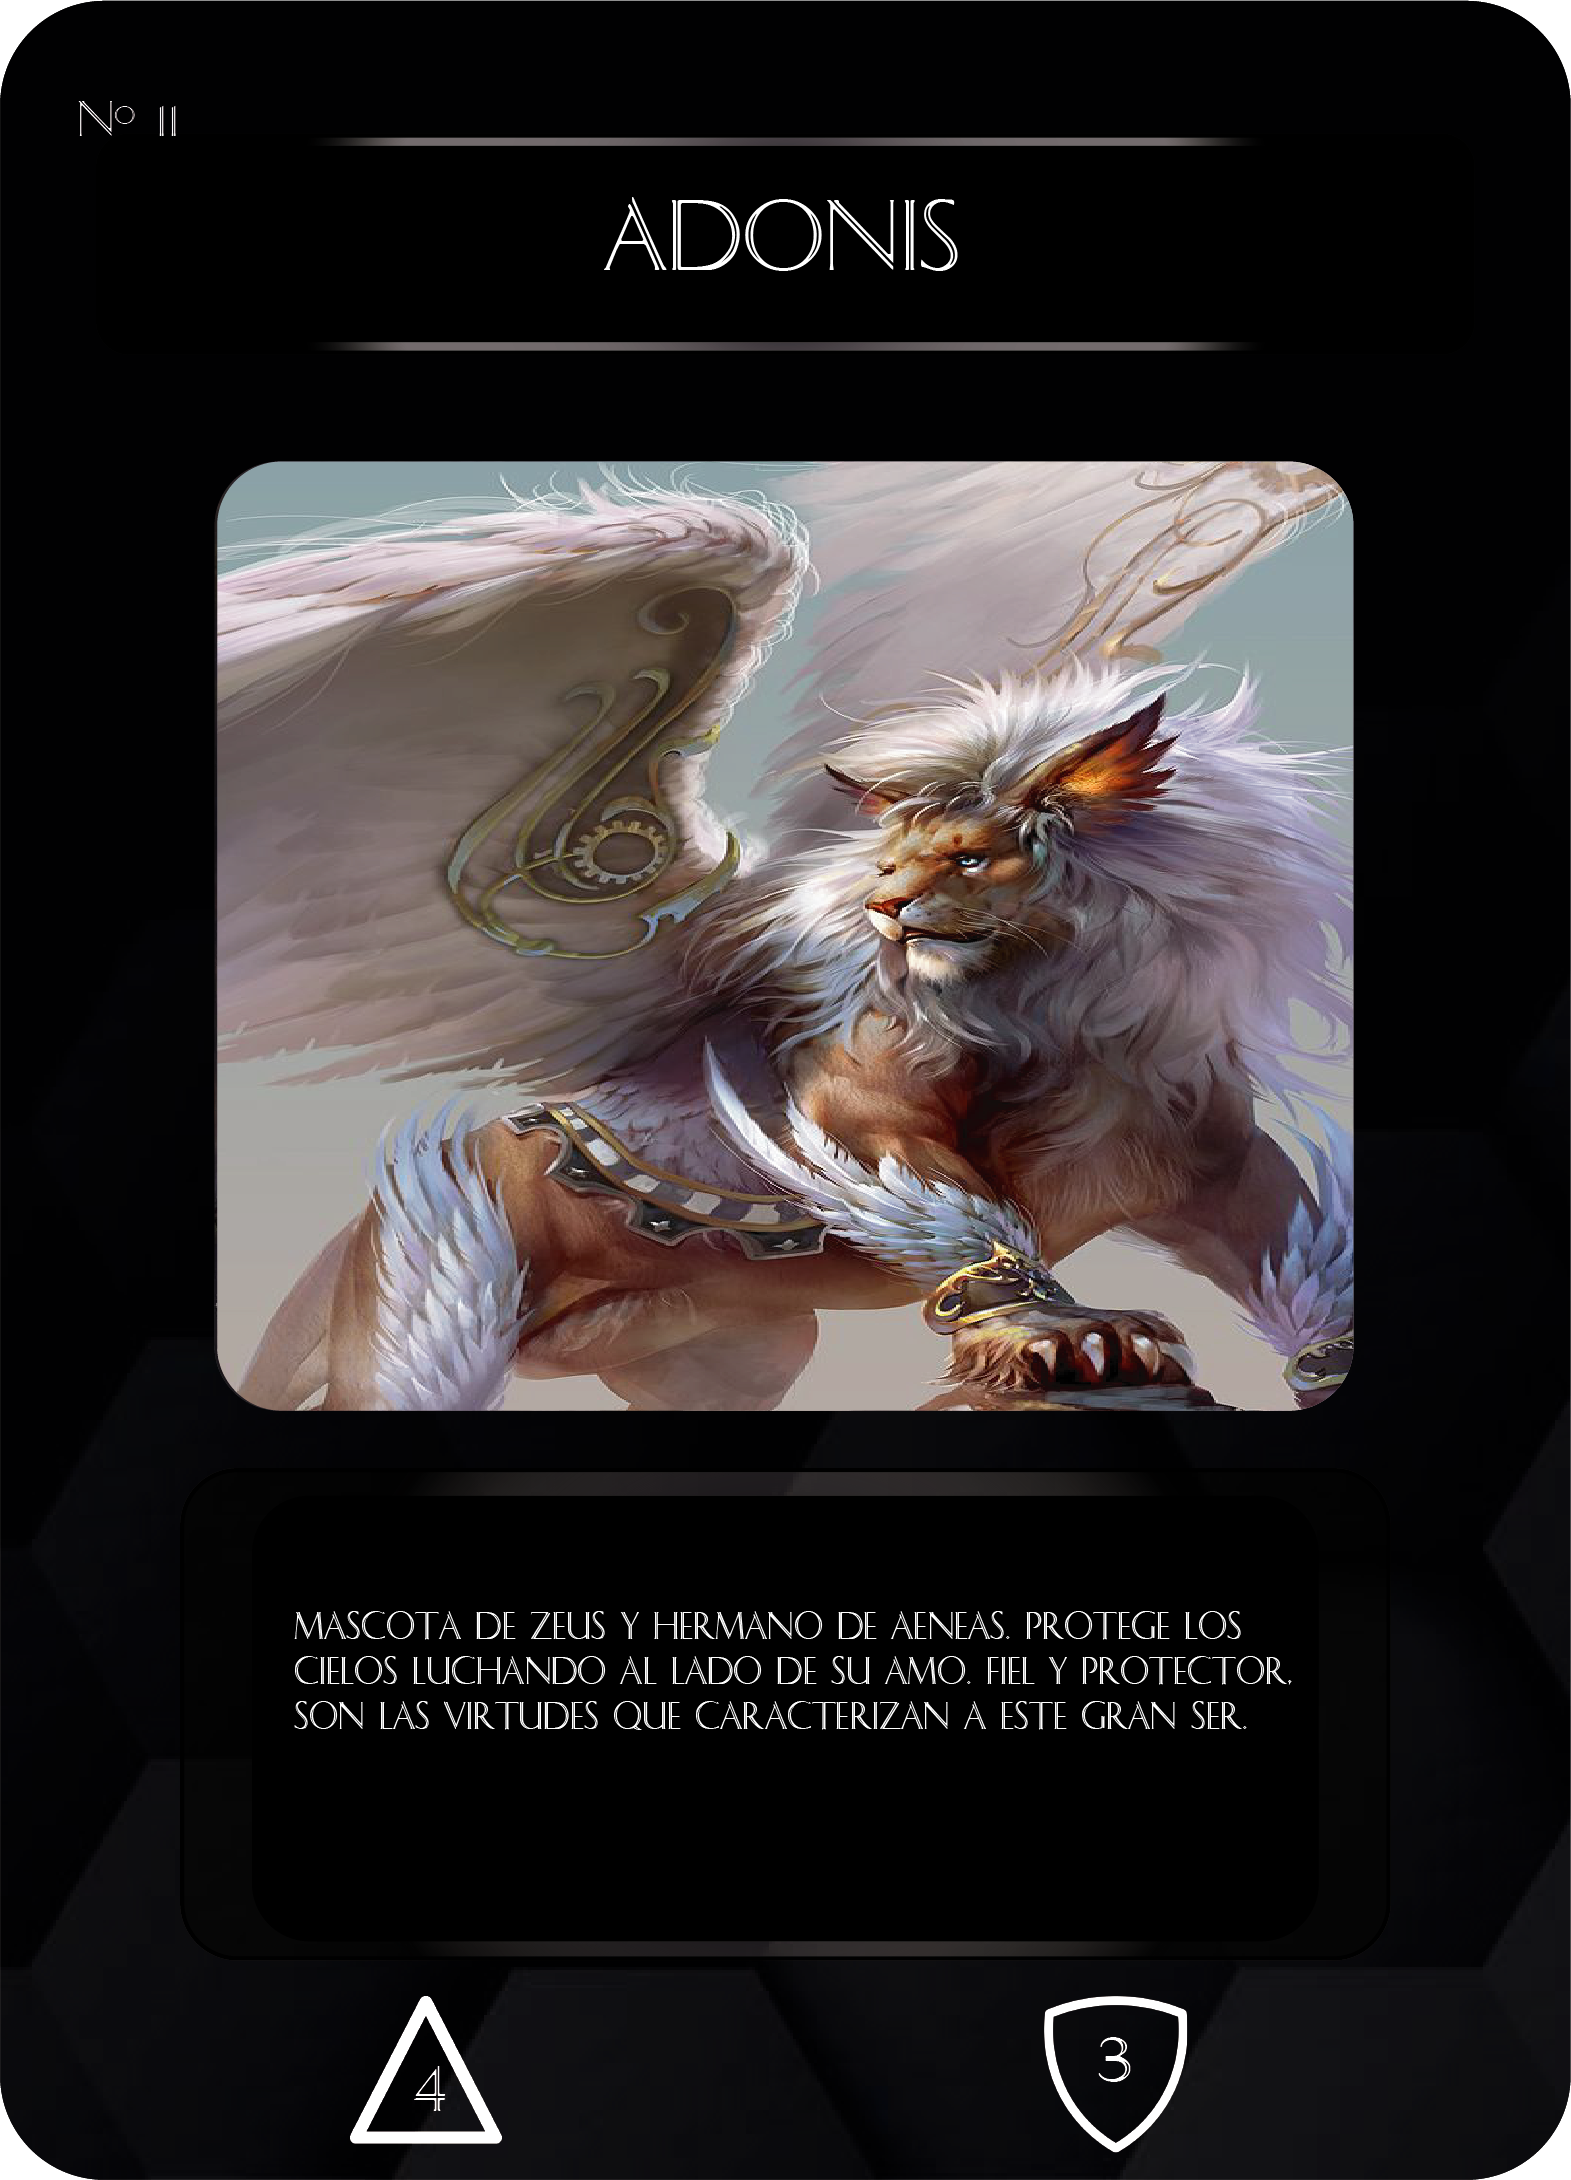 Nº 11
ADONIS
MASCOTA DE ZEUS Y HERMANO DE AENEAS. PROTEGE LOS
CIELOS LUCHANDO AL LADO DE SU AMO. FIEL Y PROTECTOR,
SON LAS VIRTUDES QUE CARACTERIZAN A ESTE GRAN SER.
4
3